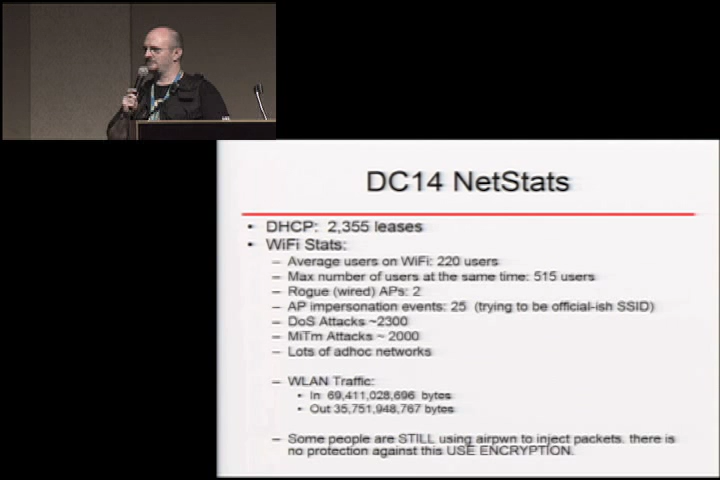 DC14 NetStats
• DHCP: 2,355 leases
• WiFi Stats:
– Average users on WiFi: 220 users
– Max number of users at the same time: 515 users
– Rogue (wired) APs: 2
– AP impersonation events: 25 (trying to be official-ish SSID)
– DoS Attacks ~2300
– MiTm Attacks ~ 2000
– Lots of adhoc networks
– WLAN Traffic:
• In 69,411,028,696 bytes
• Out 35,751,948,767 bytes
– Some people are STILL using airpwn to inject packets. there is
no protection against this USE ENCRYPTION.